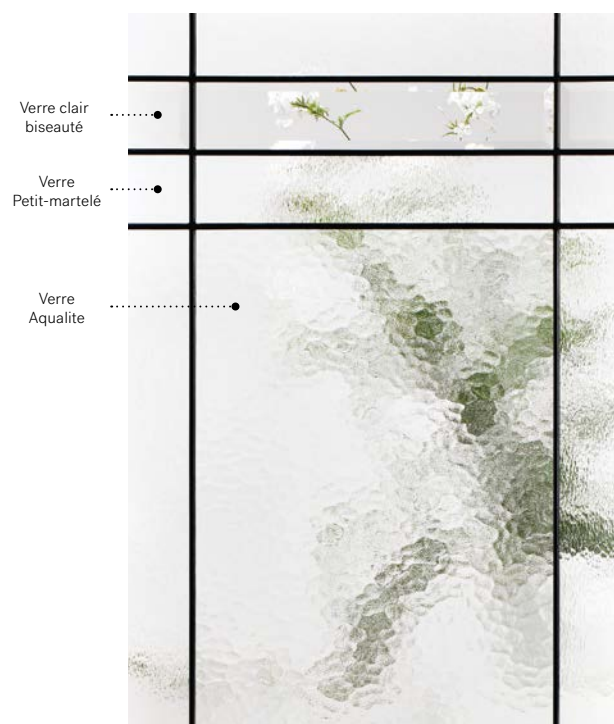 Verre clair
biseauté
Verre
Petit-martelé
Verre
Aqualite